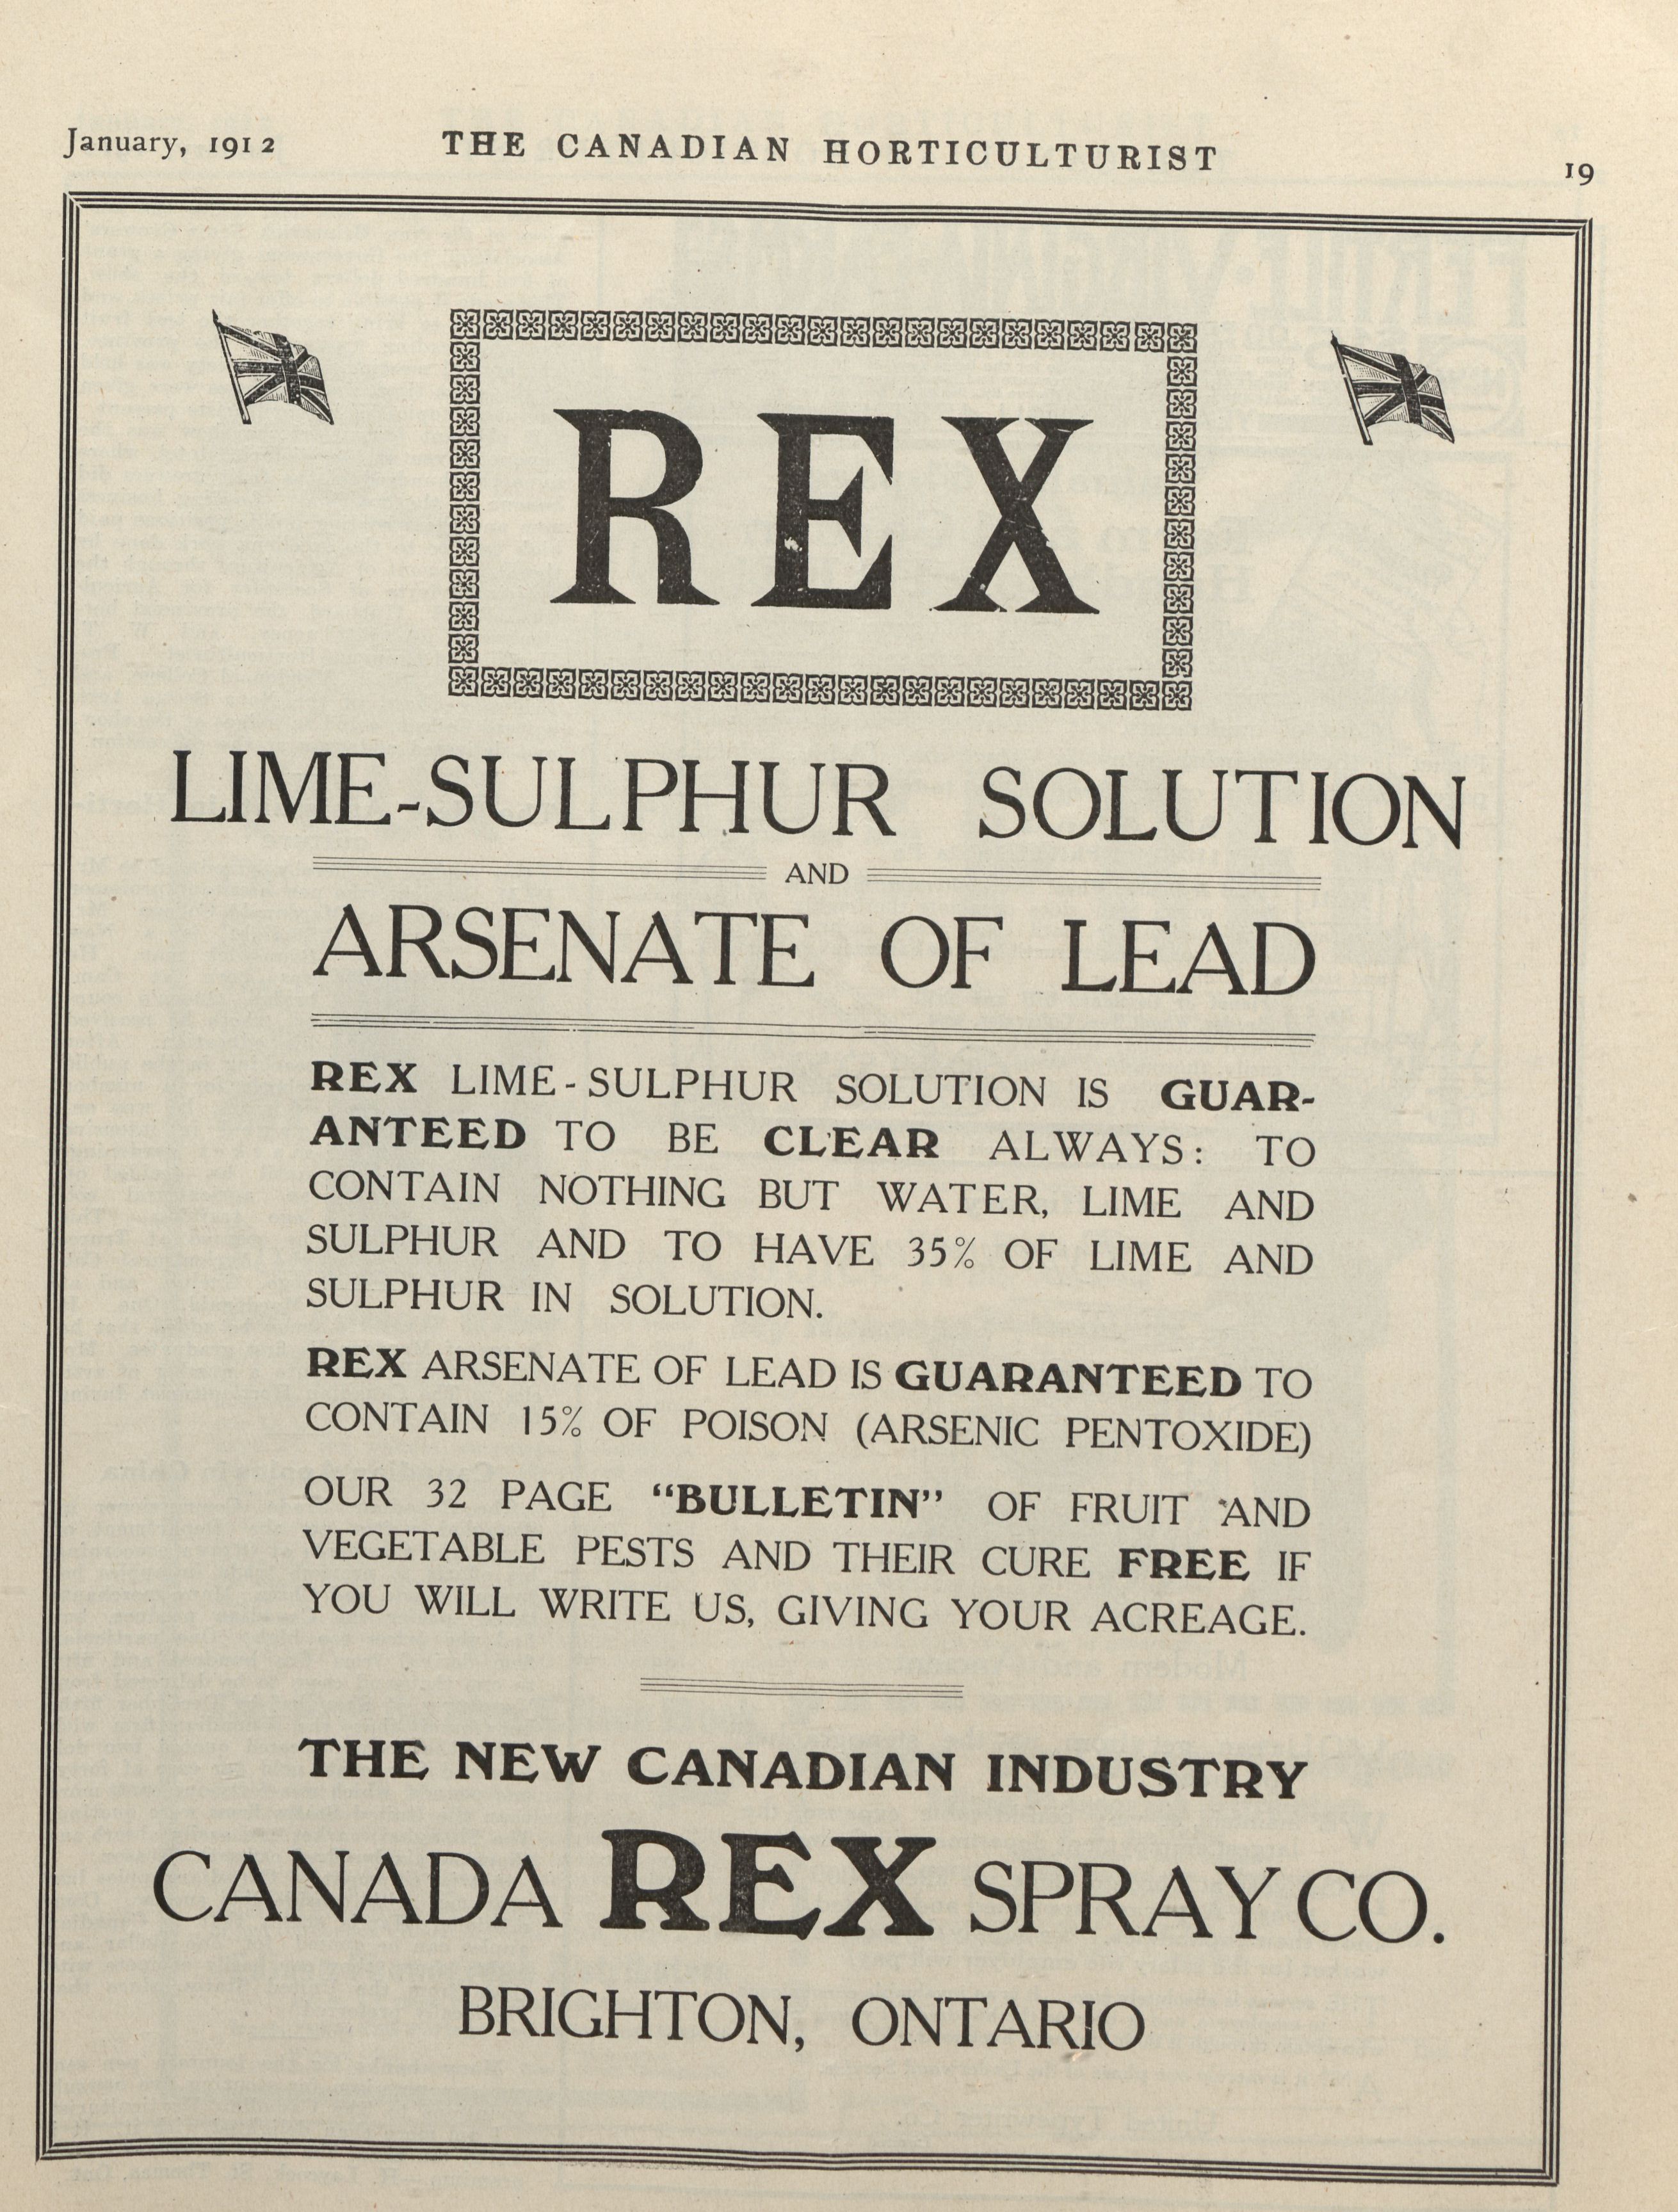 January, 1912 THE CANADIAN HORTICULTURIST 19
REX
LIME-SULPHUR SOLUTION
AND
ARSENATE OF LEAD
REX LIME-SULPHUR SOLUTION IS GUAR-
ANTEED TO BE CLEAR ALWAYS: TO
CONTAIN NOTHING BUT WATER, LIME AND
SULPHUR AND TO HAVE 35% OF LIME AND
SULPHUR IN SOLUTION.
REX ARSENATE OF LEAD IS GUARANTEED TO
CONTAIN 15% OF POISON (ARSENIC PENTOXIDE)
OUR 32 PAGE "BULLETIN" OF FRUIT AND
VEGETABLE PESTS AND THEIR CURE FREE IF
YOU WILL WRITE US, GIVING YOUR ACREAGE.
THE NEW CANADIAN INDUSTRY
CANADA REX SPRAY CO.
BRIGHTON, ONTARIO